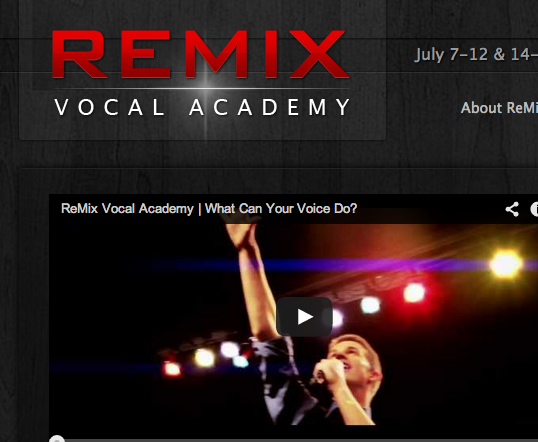 REMIX
VOCAL ACADEMY
July 7–12 & 14–
About ReMi
ReMix Vocal Academy | What Can Your Voice Do?